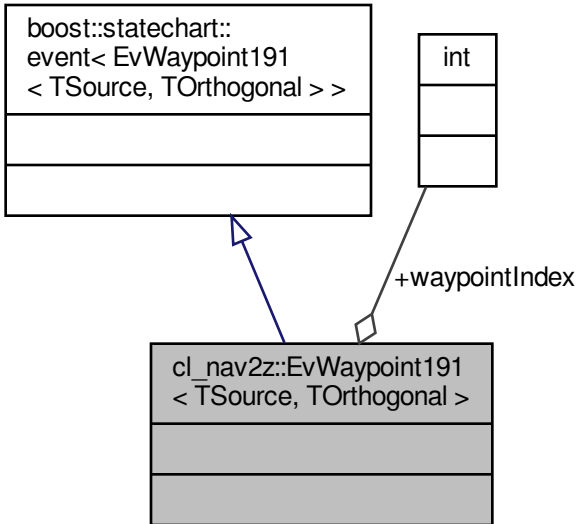 boost::statechart::
event< EvWaypoint191
< TSource, TOrthogonal > >
int
+waypointIndex
cl_nav2z::EvWaypoint191
< TSource, TOrthogonal >